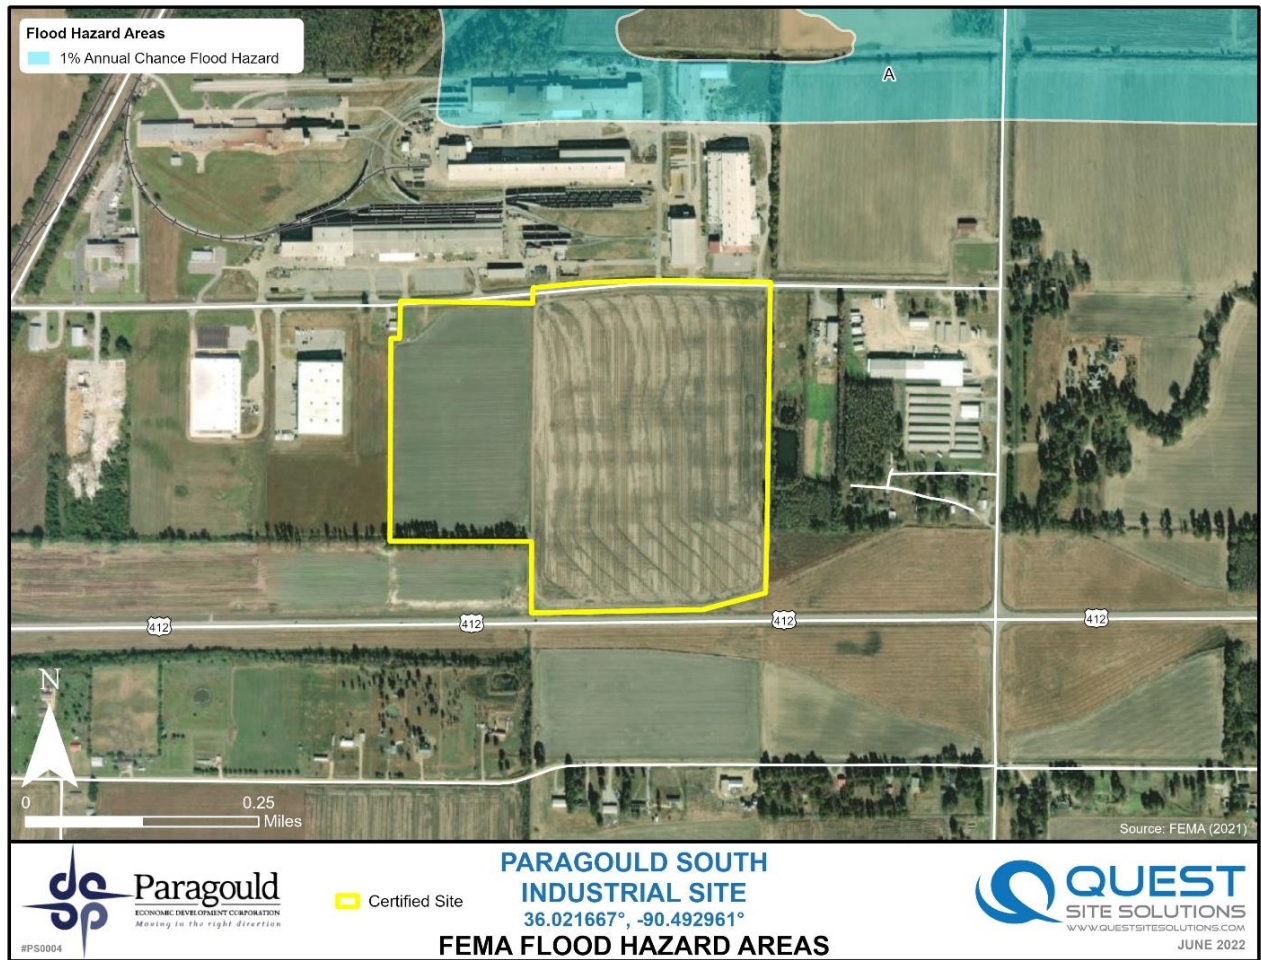 Flood Hazard Areas
1% Annual Chance Flood Hazard
A
412
412
412
412
N
0 0.25
Miles
Source: FEMA (2021)
Paragould
ECONOMIC DEVELOPMENT CORPORATION
Moving in the right direction
#PS0004
Certified Site
PARAGOULD SOUTH
INDUSTRIAL SITE
36.021667°, -90.492961°
FEMA FLOOD HAZARD AREAS
QUEST
SITE SOLUTIONS
WWW.QUESTSITESOLUTIONS.COM
JUNE 2022